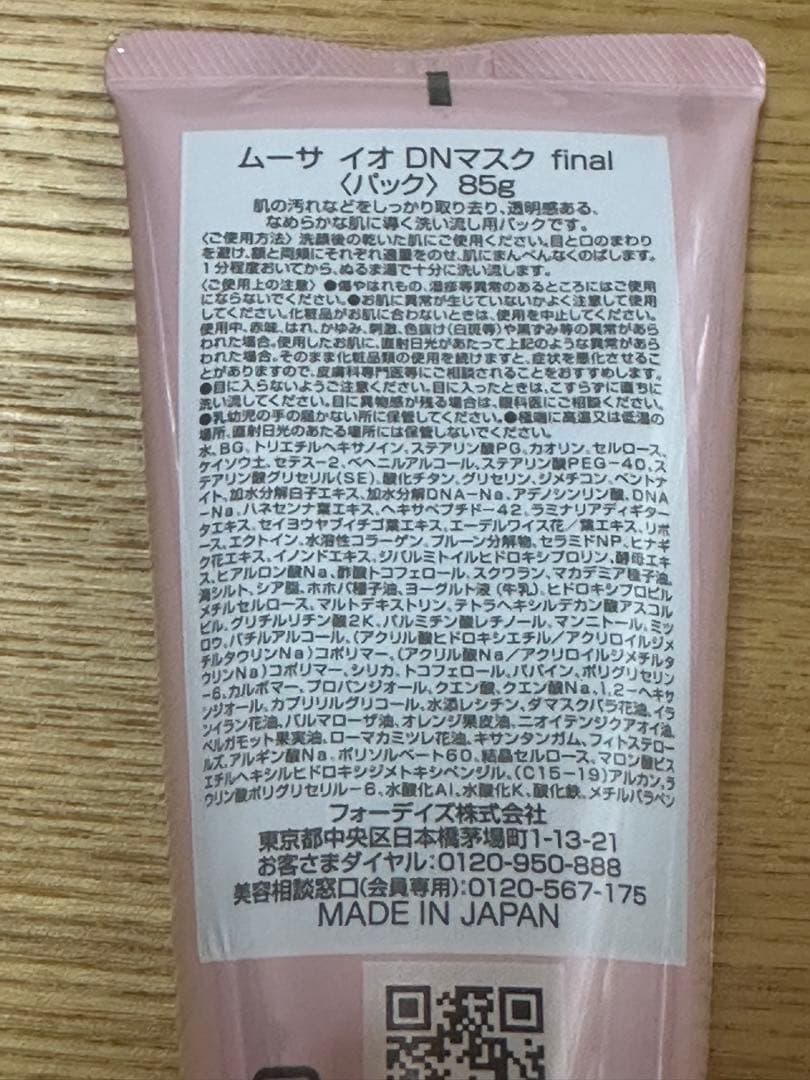 ムーサ イオ DNマスク final
〈パック〉 85g
肌の汚れなどをしっかり取り去り、透明感ある、
なめらかな肌に導く洗い流し用パックです。
〈ご使用方法〉洗顔後の乾いた肌にご使用ください。目と口のまわり
を避け、額と両頬にそれぞれ適量をのせ、肌にまんべんなくのばします。
1分程度おいてから、ぬるま湯で十分に洗い流します。
〈ご使用上の注意〉●傷やはれもの、湿疹等異常のあるところにはご使用
にならないでください。●お肌に異常が生じていないかよく注意して使用
してください。化粧品がお肌に合わないときは、使用を中止してください。
使用中、赤味、はれ、かゆみ、刺激、色抜け(白斑等)や黒ずみ等の異常があら
われた場合。使用したお肌に、直射日光があたって上記のような異常があら
われた場合。そのまま化粧品類の使用を続けますと、症状を悪化させるこ
とがありますので、皮膚科専門医等にご相談されることをおすすめします。
●目に入らないようご注意ください。目に入ったときは、こすらずに直ちに
洗い流してください。目に異物感が残る場合は、眼科医にご相談ください。
●乳幼児の手の届かない所に保管してください。●極端に高温又は低温の
場所、直射日光のあたる場所には保管しないでください。
水、BG、トリエチルヘキサノイン、ステアリン酸PG、カオリン、セルロース、
ケイソウ土、セテス-2、ベヘニルアルコール、ステアリン酸PEG-40、ス
テアリン酸グリセリル(SE)、酸化チタン、グリセリン、ジメチコン、ベントナ
イト、加水分解白子エキス、加水分解DNA-Na、アデノシンリン酸、DNA
-Na、ハネセンナ葉エキス、ヘキサペプチド-42、ラミナリアディギター
タエキス、セイヨウヤブイチゴ葉エキス、エーデルワイス花/葉エキス、リボ
ース、エクトイン、水溶性コラーゲン、プルーン分解物、セラミドNP、ヒナギ
ク花エキス、イノンドエキス、ジパルミトイルヒドロキシプロリン、酵母エキ
ス、ヒアルロン酸Na、酢酸トコフェロール、スクワラン、マカデミア種子油、
海シルト、シア脂、ホホバ種子油、ヨーグルト液(牛乳)、ヒドロキシプロピル
メチルセルロース、マルトデキストリン、テトラヘキシルデカン酸アスコル
ビル、グリチルリチン酸2K、パルミチン酸レチノール、マンニトール、ミツ
ロウ、バチルアルコール、(アクリル酸ヒドロキシエチル/アクリロイルジメ
チルタウリンNa)コポリマー、(アクリル酸Na/アクリロイルジメチルタ
ウリンNa)コポリマー、シリカ、トコフェロール、パパイン、ポリグリセリン
-6、カルボマー、プロパンジオール、クエン酸、クエン酸Na、1,2-ヘキサ
ンジオール、カプリリルグリコール、水添レシチン、ダマスクバラ花油、イラ
ンイラン花油、パルマローザ油、オレンジ果皮油、ニオイテンジクアオイ油、
ベルガモット果実油、ローマカミツレ花油、キサンタンガム、フィトステロー
ルズ、アルギン酸Na、ポリソルベート60、結晶セルロース、マロン酸ビス
エチルヘキシルヒドロキシジメトキシベンジル、(C15-19)アルカン、ラ
ウリン酸ポリグリセリル-6、水酸化Al、水酸化K、酸化鉄、メチルパラベン
フォーデイズ株式会社
東京都中央区日本橋茅場町1-13-21
お客さまダイヤル:0120-950-888
美容相談窓口(会員専用):0120-567-175
MADE IN JAPAN